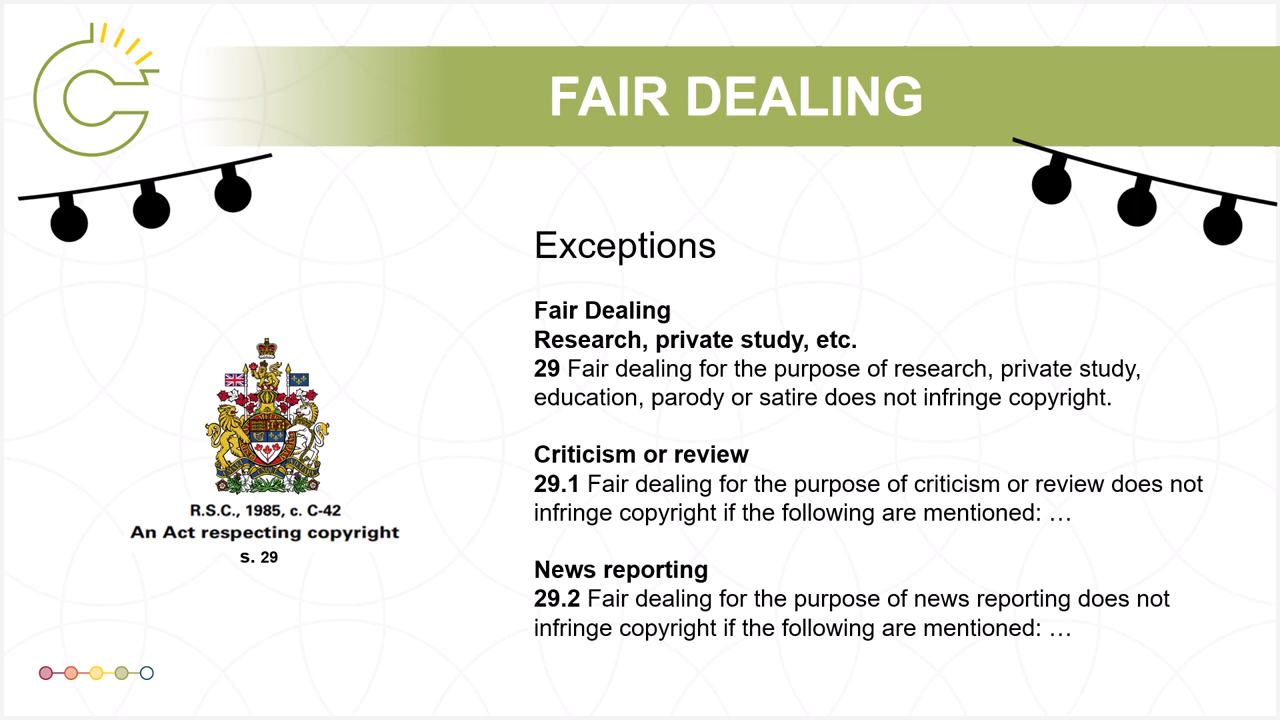 FAIR DEALING
Exceptions
Fair Dealing
Research, private study, etc.
29 Fair dealing for the purpose of research, private study,
education, parody or satire does not infringe copyright.
Criticism or review
29.1 Fair dealing for the purpose of criticism or review does not
infringe copyright if the following are mentioned: …
News reporting
29.2 Fair dealing for the purpose of news reporting does not
infringe copyright if the following are mentioned: …
R.S.C., 1985, c. C-42
An Act respecting copyright
s. 29